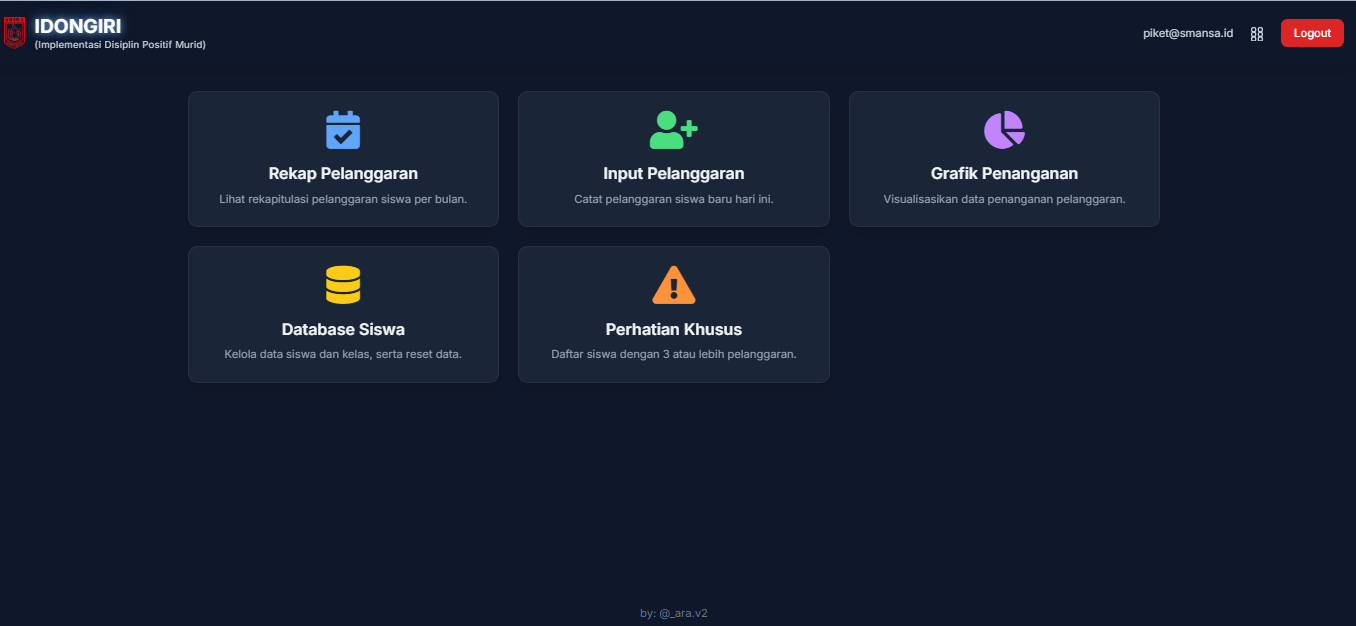 IDONGIRI
(Implementasi Disiplin Positif Murid)
piket@smansa.id
Logout
Rekap Pelanggaran
Lihat rekapitulasi pelanggaran siswa per bulan.
Input Pelanggaran
Catat pelanggaran siswa baru hari ini.
Grafik Penanganan
Visualisasikan data penanganan pelanggaran.
Database Siswa
Kelola data siswa dan kelas, serta reset data.
Perhatian Khusus
Daftar siswa dengan 3 atau lebih pelanggaran.
by: @_ara.v2